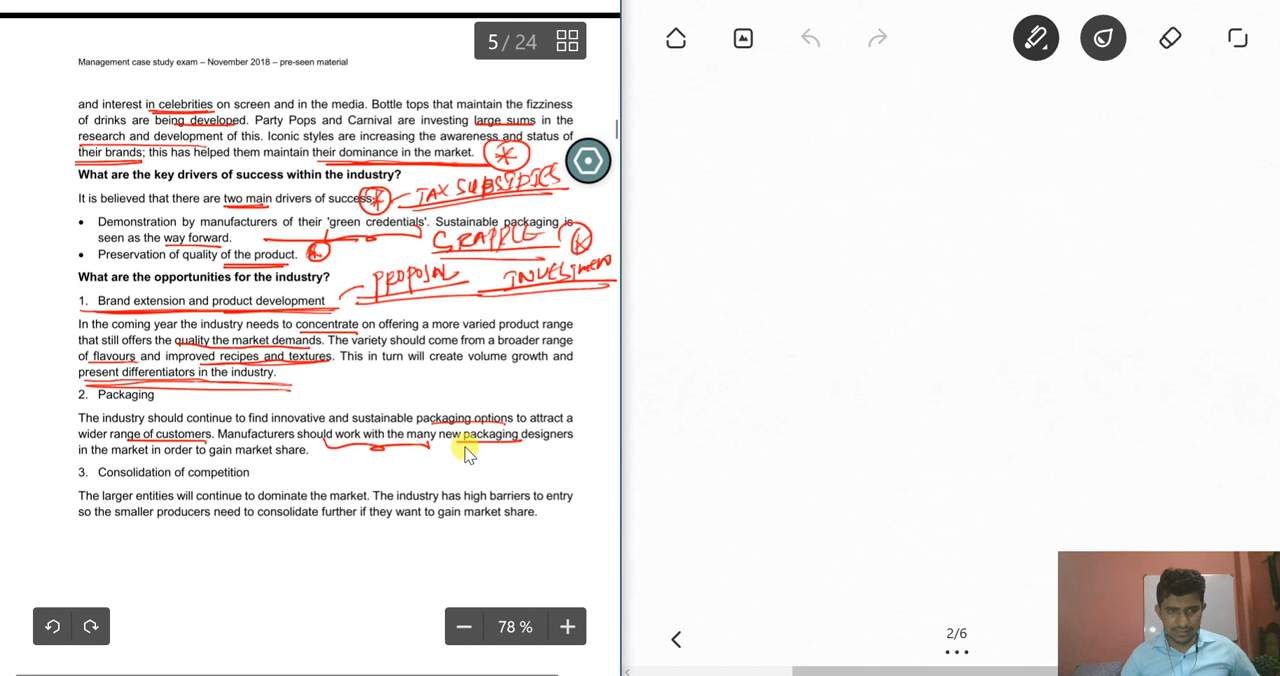 5 / 24
Management case study exam – November 2018 – pre-seen material
and interest in celebrities on screen and in the media. Bottle tops that maintain the fizziness
of drinks are being developed. Party Pops and Carnival are investing large sums in the
research and development of this. Iconic styles are increasing the awareness and status of
their brands; this has helped them maintain their dominance in the market.
What are the key drivers of success within the industry?
It is believed that there are two main drivers of success:
TAX SUBSIDIES
• Demonstration by manufacturers of their 'green credentials'. Sustainable packaging is
seen as the way forward.
GRAPPLE
• Preservation of quality of the product.
What are the opportunities for the industry?
PROPOSAL INVESTMEN
1. Brand extension and product development
In the coming year the industry needs to concentrate on offering a more varied product range
that still offers the quality the market demands. The variety should come from a broader range
of flavours and improved recipes and textures. This in turn will create volume growth and
present differentiators in the industry.
2. Packaging
The industry should continue to find innovative and sustainable packaging options to attract a
wider range of customers. Manufacturers should work with the many new packaging designers
in the market in order to gain market share.
3. Consolidation of competition
The larger entities will continue to dominate the market. The industry has high barriers to entry
so the smaller producers need to consolidate further if they want to gain market share.
78 %
2/6